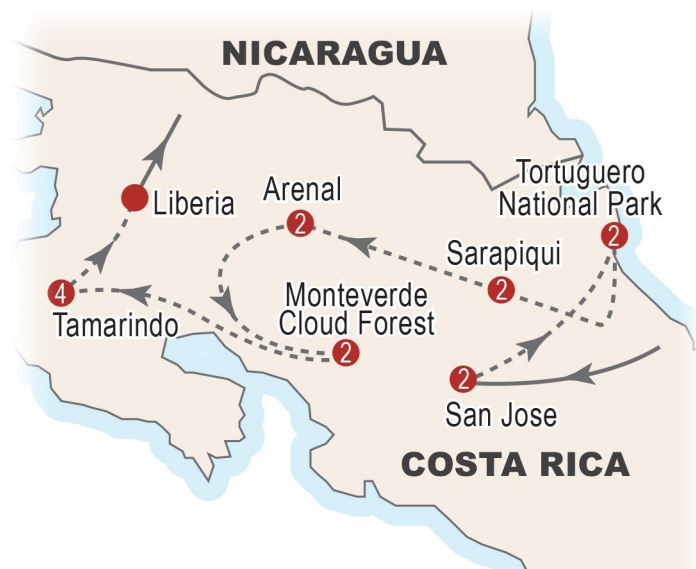 NICARAGUA
Tortuguero
National Park
2
Arenal
2
Liberia
Sarapiqui
2
4
Tamarindo
Monteverde
Cloud Forest
2
2
San Jose
COSTA RICA